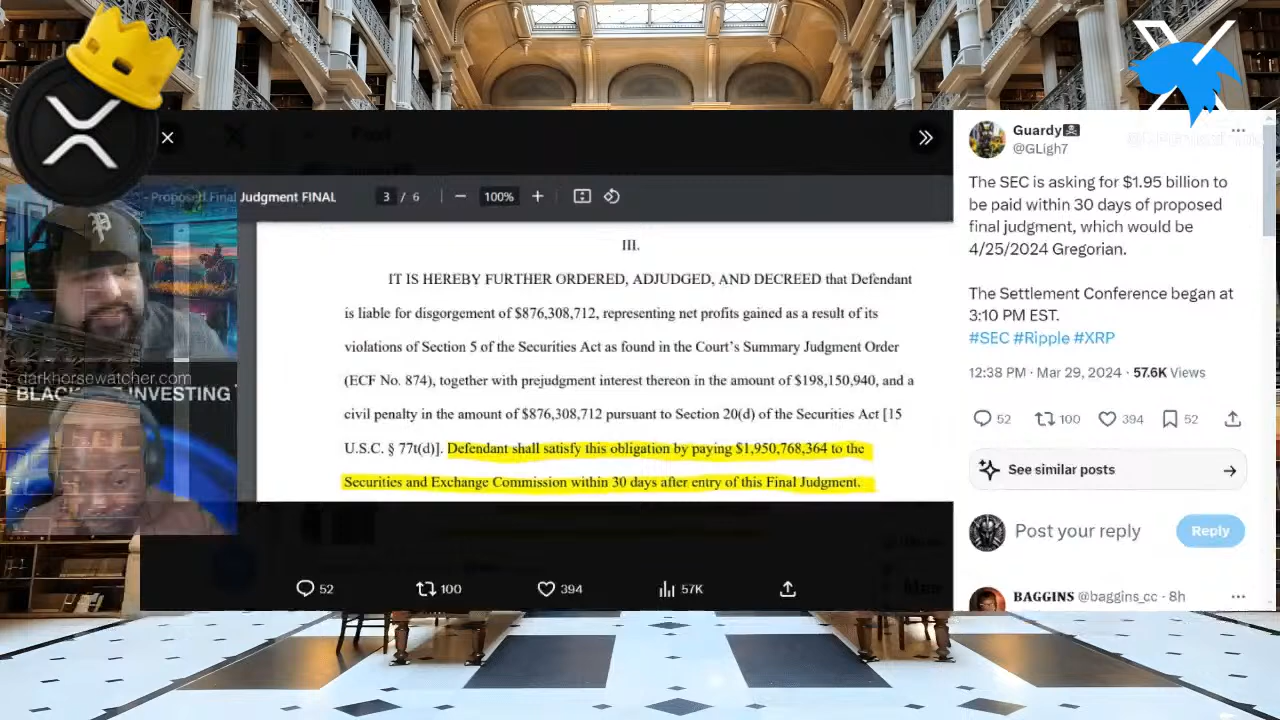 - Proposed Final Judgment FINAL
3 / 6
100%
III.
IT IS HEREBY FURTHER ORDERED, ADJUDGED, AND DECREED that Defendant
is liable for disgorgement of $876,308,712, representing net profits gained as a result of its
violations of Section 5 of the Securities Act as found in the Court's Summary Judgment Order
(ECF No. 874), together with prejudgment interest thereon in the amount of $198,150,940, and a
civil penalty in the amount of $876,308,712 pursuant to Section 20(d) of the Securities Act [15
U.S.C. § 77t(d)]. Defendant shall satisfy this obligation by paying $1,950,768,364 to the
Securities and Exchange Commission within 30 days after entry of this Final Judgment.
52
100
394
57K
P
darkhorsewatcher.com
INVESTING
Guardy
@GLigh7
The SEC is asking for $1.95 billion to
be paid within 30 days of proposed
final judgment, which would be
4/25/2024 Gregorian.
The Settlement Conference began at
3:10 PM EST.
#SEC #Ripple #XRP
12:38 PM · Mar 29, 2024 · 57.6K Views
52
100
394
52
See similar posts
Post your reply
Reply
BAGGINS @baggins_cc · 8h